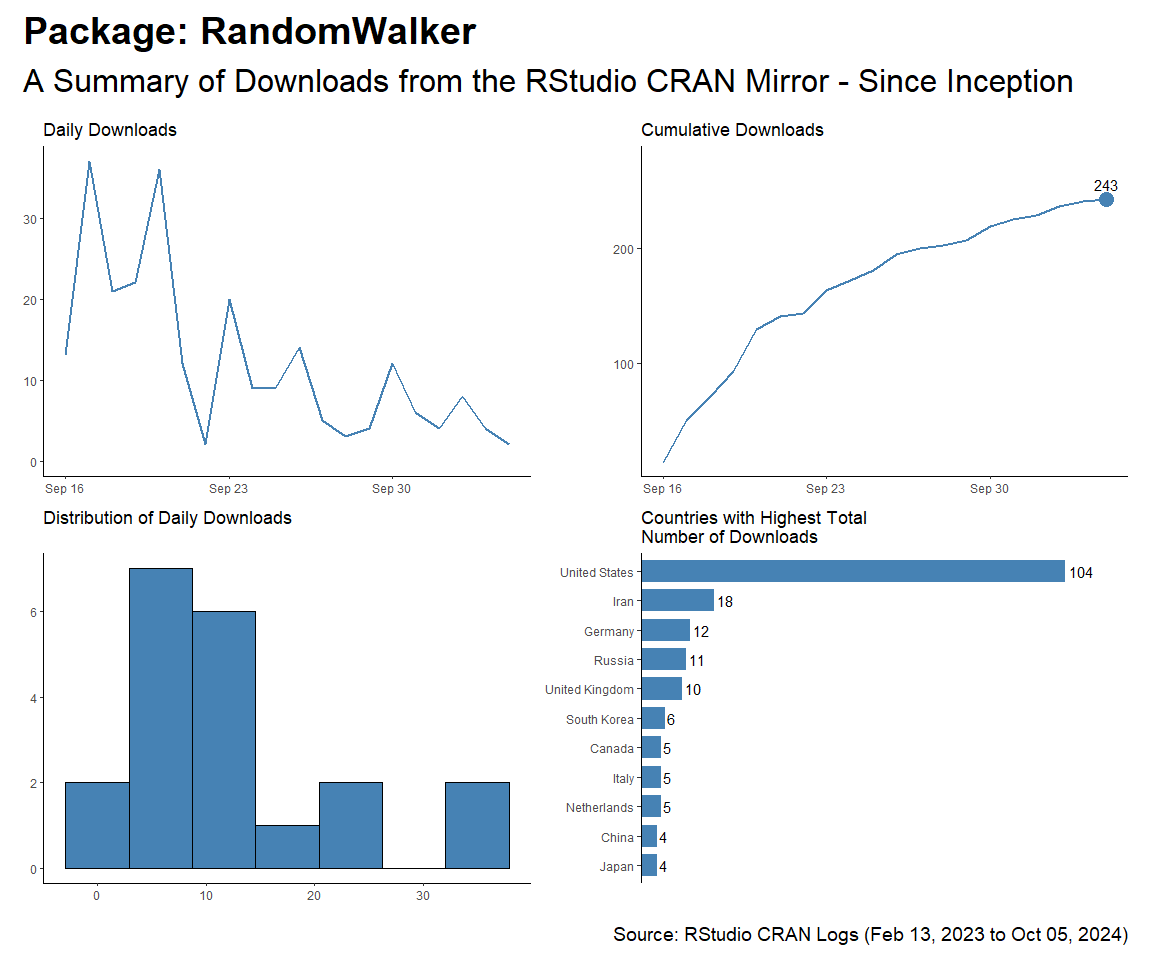 Package: RandomWalker
A Summary of Downloads from the RStudio CRAN Mirror - Since Inception
Daily Downloads
30
20
10
0
Sep 16
Sep 23
Sep 30
Cumulative Downloads
243
200
100
Sep 16
Sep 23
Sep 30
Distribution of Daily Downloads
6
4
2
0
0
10
20
30
Countries with Highest Total
Number of Downloads
United States 104
Iran 18
Germany 12
Russia 11
United Kingdom 10
South Korea 6
Canada 5
Italy 5
Netherlands 5
China 4
Japan 4
Source: RStudio CRAN Logs (Feb 13, 2023 to Oct 05, 2024)